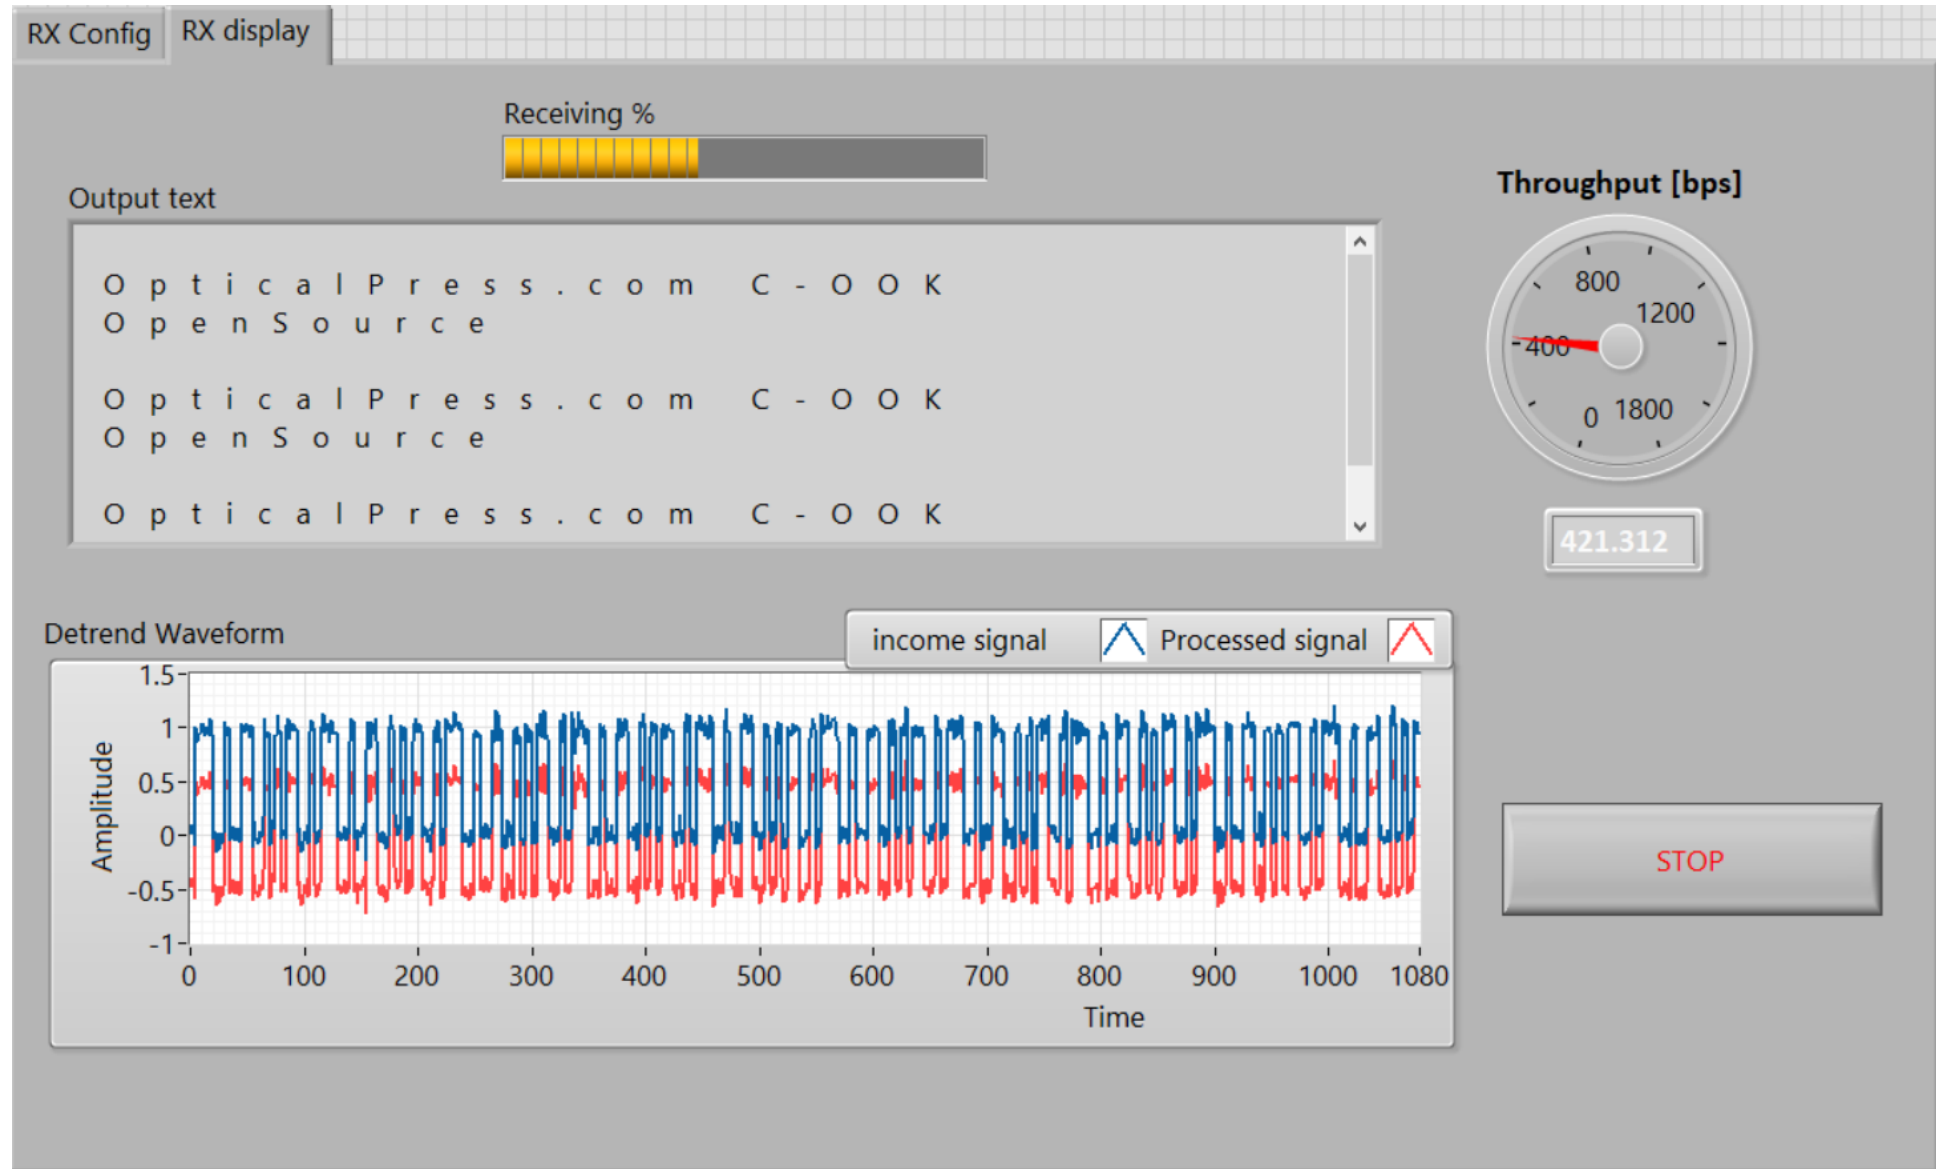 RX Config
RX display
Receiving %
Output text
O p t i c a l P r e s s . c o m   C - O O K
O p e n S o u r c e
O p t i c a l P r e s s . c o m   C - O O K
O p e n S o u r c e
O p t i c a l P r e s s . c o m   C - O O K
Throughput [bps]
800
1200
400
0
1800
421.312
Detrend Waveform
income signal
Processed signal
1.5
1
0.5
0
-0.5
-1
Amplitude
0 100 200 300 400 500 600 700 800 900 1000 1080
Time
STOP